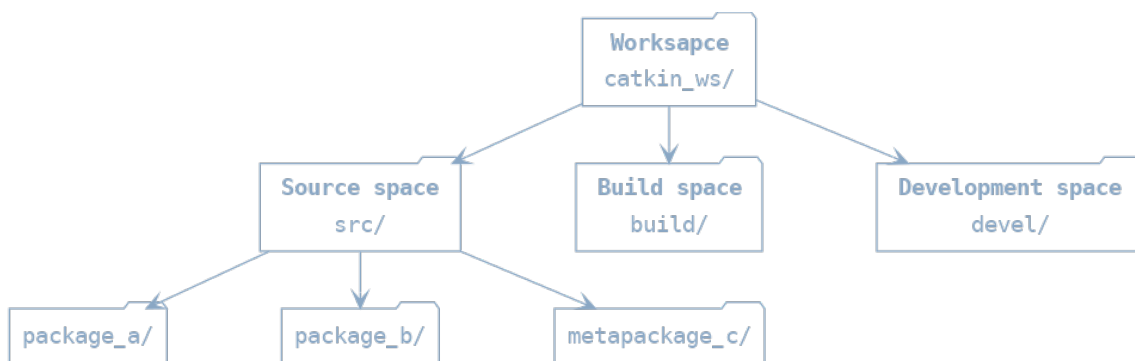 Worksapce
catkin_ws/
Source space
src/
Build space
build/
Development space
devel/
package_a/
package_b/
metapackage_c/